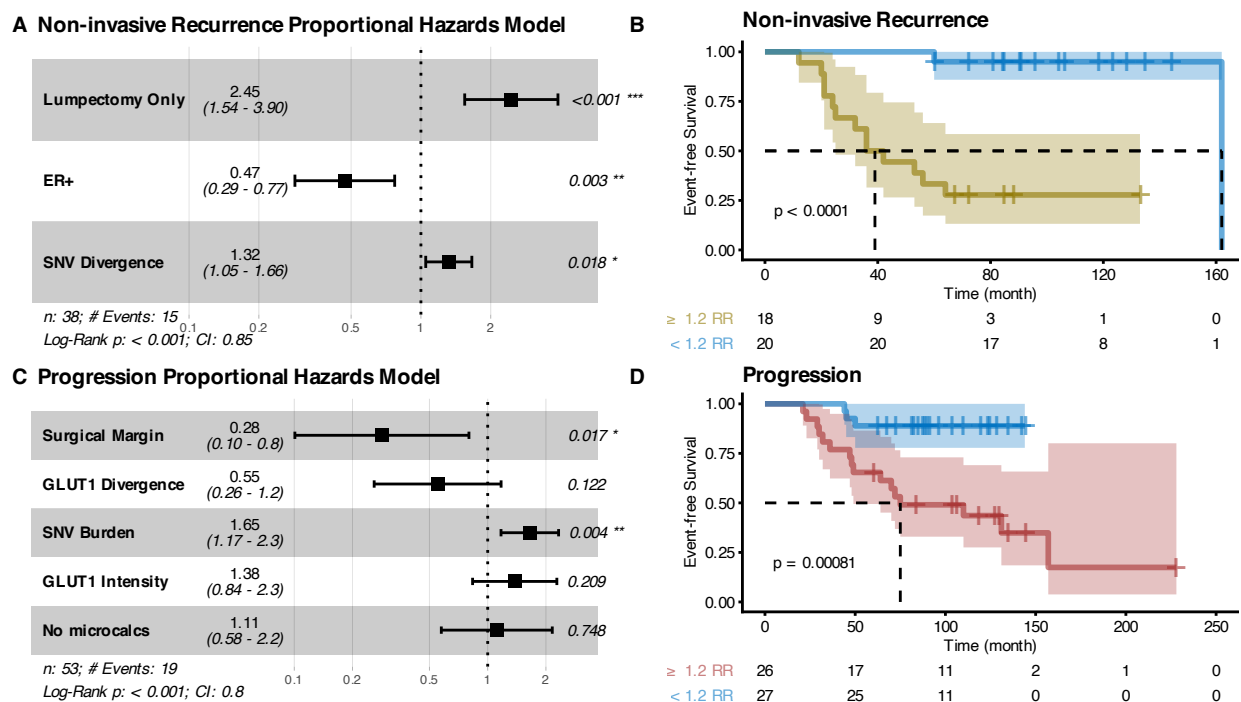 A Non-invasive Recurrence Proportional Hazards Model
Lumpectomy Only
2.45
(1.54 - 3.90)
<0.001 ***
ER+
0.47
(0.29 - 0.77)
0.003 **
SNV Divergence
1.32
(1.05 - 1.66)
0.018 *
n: 38; # Events: 15
Log-Rank p: < 0.001; CI: 0.85
0.1 0.2 0.5 1 2
B Non-invasive Recurrence
Event-free Survival
1.00
0.75
0.50
0.25
0.00
p < 0.0001
0 40 80 120 160
Time (month)
≥ 1.2 RR 18 9 3 1 0
< 1.2 RR 20 20 17 8 1
C Progression Proportional Hazards Model
Surgical Margin
0.28
(0.10 - 0.8)
0.017 *
GLUT1 Divergence
0.55
(0.26 - 1.2)
0.122
SNV Burden
1.65
(1.17 - 2.3)
0.004 **
GLUT1 Intensity
1.38
(0.84 - 2.3)
0.209
No microcalcs
1.11
(0.58 - 2.2)
0.748
n: 53; # Events: 19
Log-Rank p: < 0.001; CI: 0.8
0.1 0.2 0.5 1 2
D Progression
Event-free Survival
1.00
0.75
0.50
0.25
0.00
p = 0.00081
0 50 100 150 200 250
Time (month)
≥ 1.2 RR 26 17 11 2 1 0
< 1.2 RR 27 25 11 0 0 0